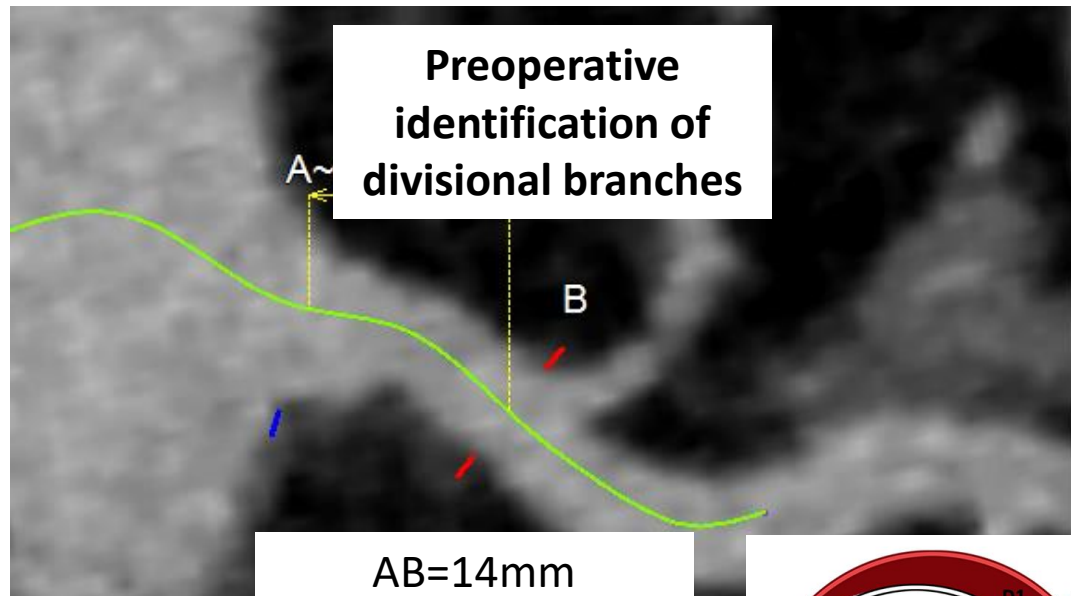 Preoperative
identification of
divisional branches
A~
B
AB=14mm